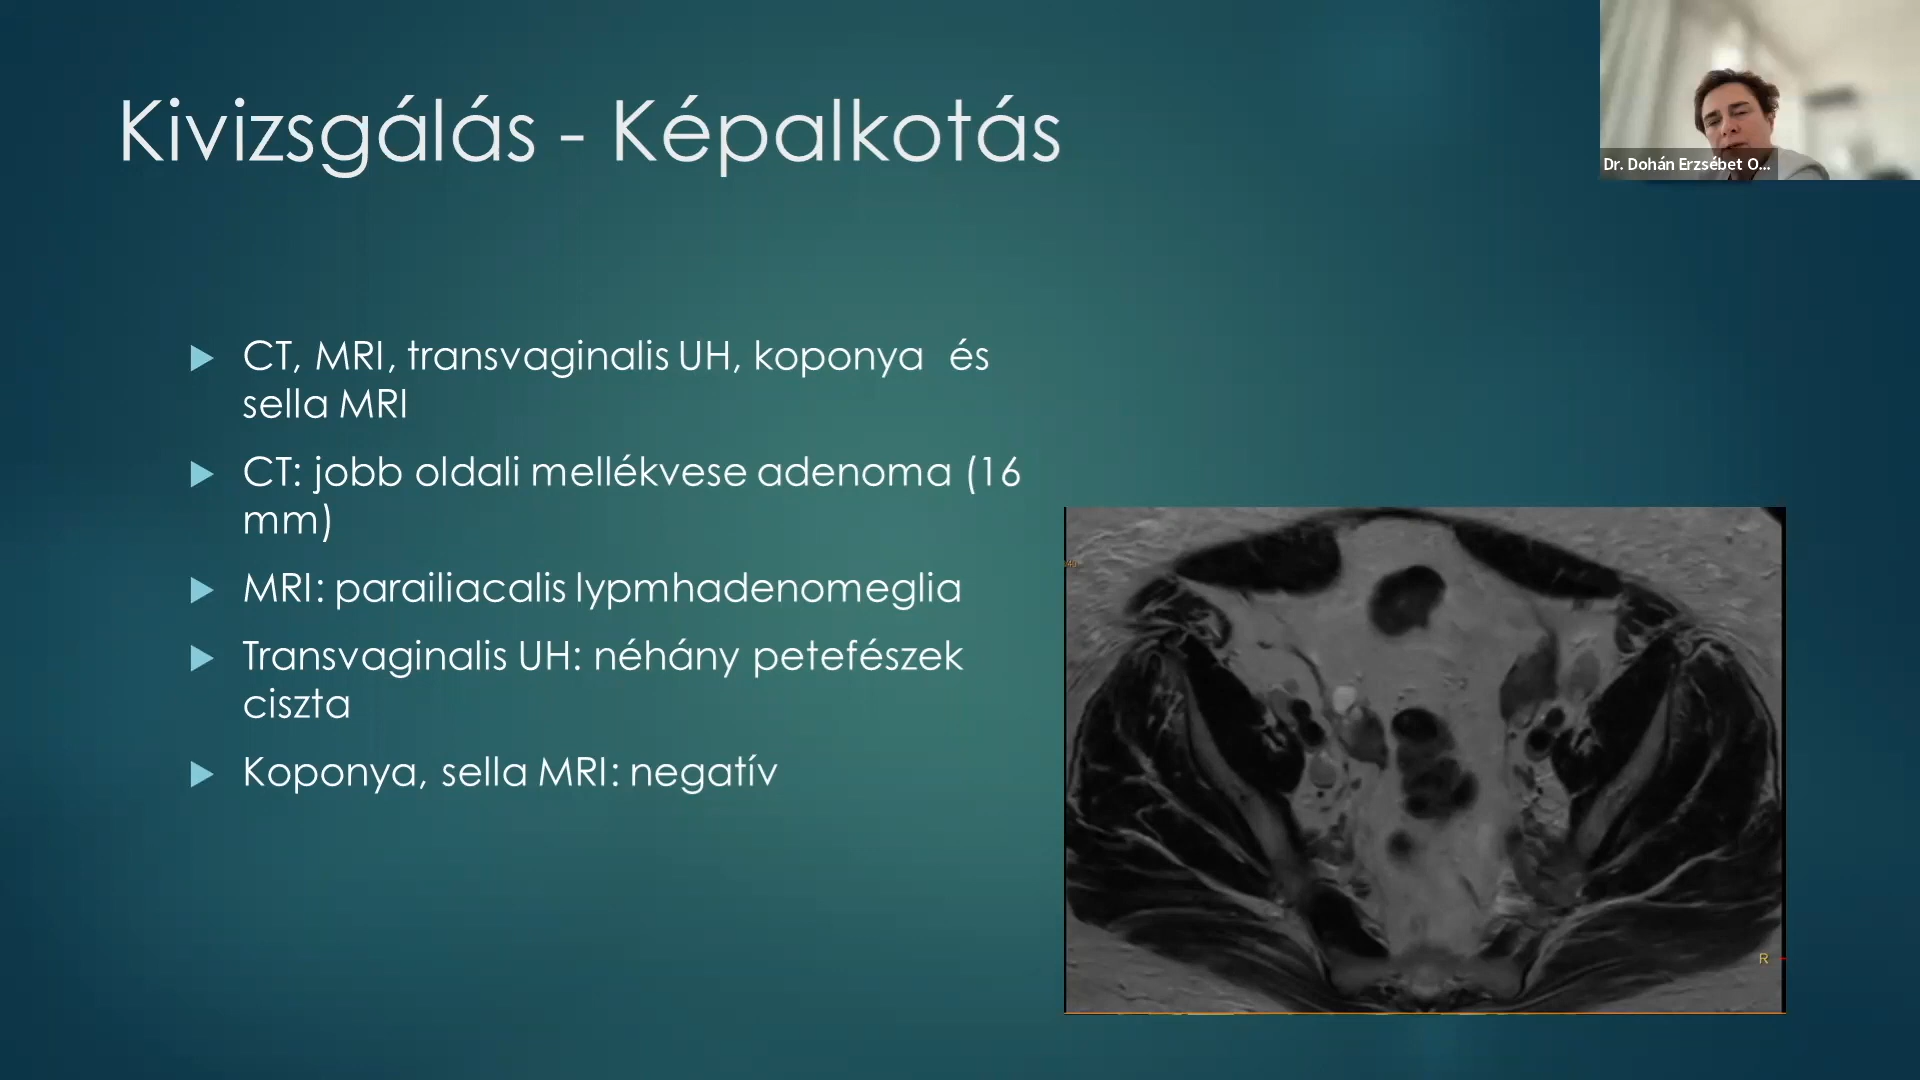 Kivizsgálás - Képalkotás
Dr. Dohán Erzsébet O...
CT, MRI, transvaginalis UH, koponya és
sella MRI
CT: jobb oldali mellékvese adenoma (16
mm)
MRI: parailiacalis lypmhadenomeglia
Transvaginalis UH: néhány petefészek
ciszta
Koponya, sella MRI: negatív
R